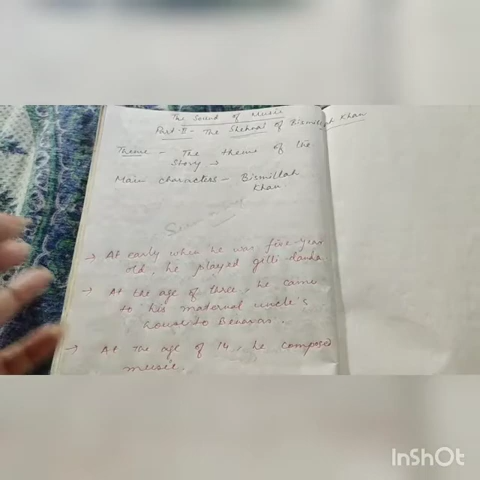 The Sound of Music
Part-II - The Shehnai of Bismillah Khan
Theme - The theme of the
Story →
Main characters - Bismillah
Khan
→ At early when he was five year
old, he played gilli danda
→ At the age of three, he came
to his maternal uncle's
house to Benaras.
→ At the age of 14, he composed
music.
InShOt